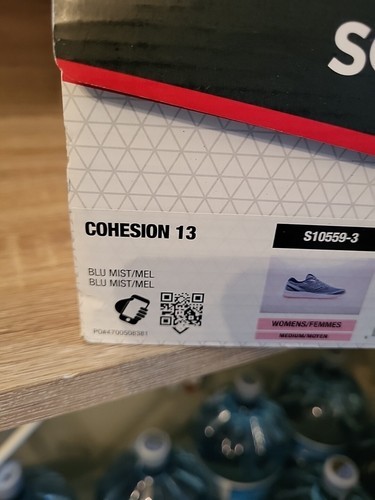 COHESION 13
S10559-3
BLU MIST/MEL
BLU MIST/MEL
WOMENS/FEMMES
MEDIUM/MOYEN